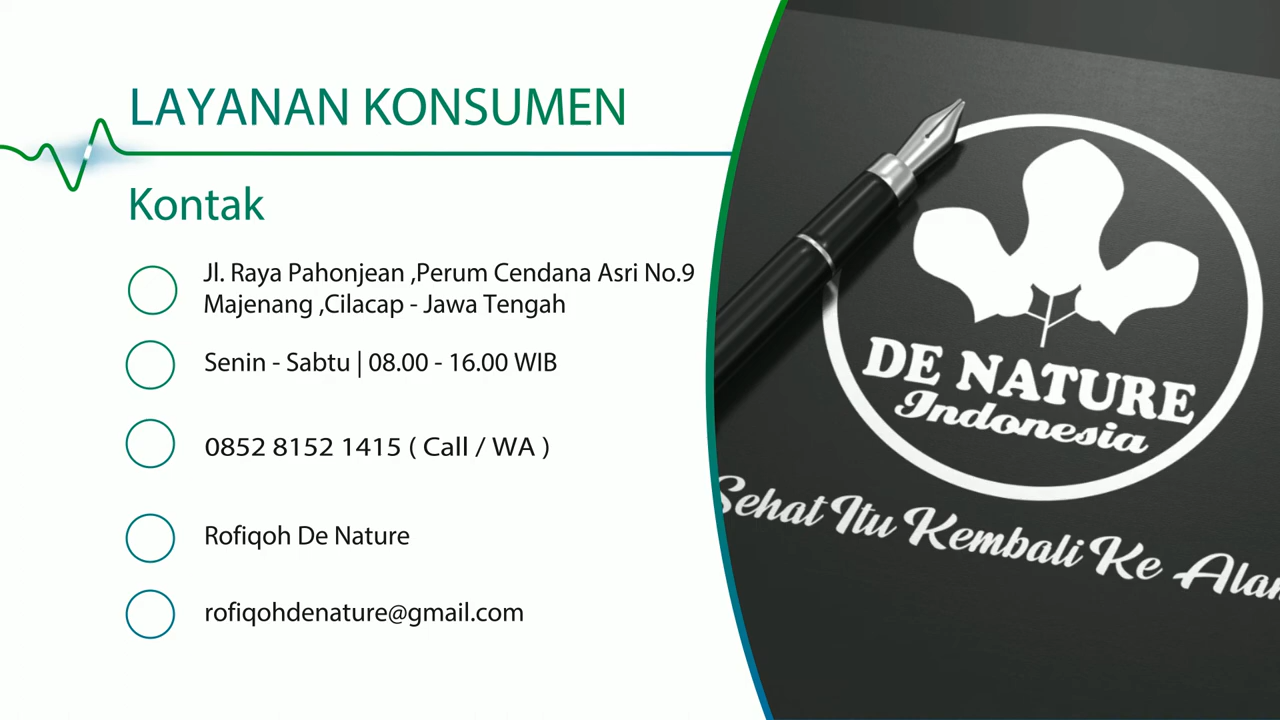 LAYANAN KONSUMEN
Kontak
Jl. Raya Pahonjean ,Perum Cendana Asri No.9
Majenang ,Cilacap - Jawa Tengah
Senin - Sabtu | 08.00 - 16.00 WIB
0852 8152 1415 ( Call / WA )
Rofiqoh De Nature
rofiqohdenature@gmail.com
DE NATURE
Indonesia
Sehat Itu Kembali Ke Alam